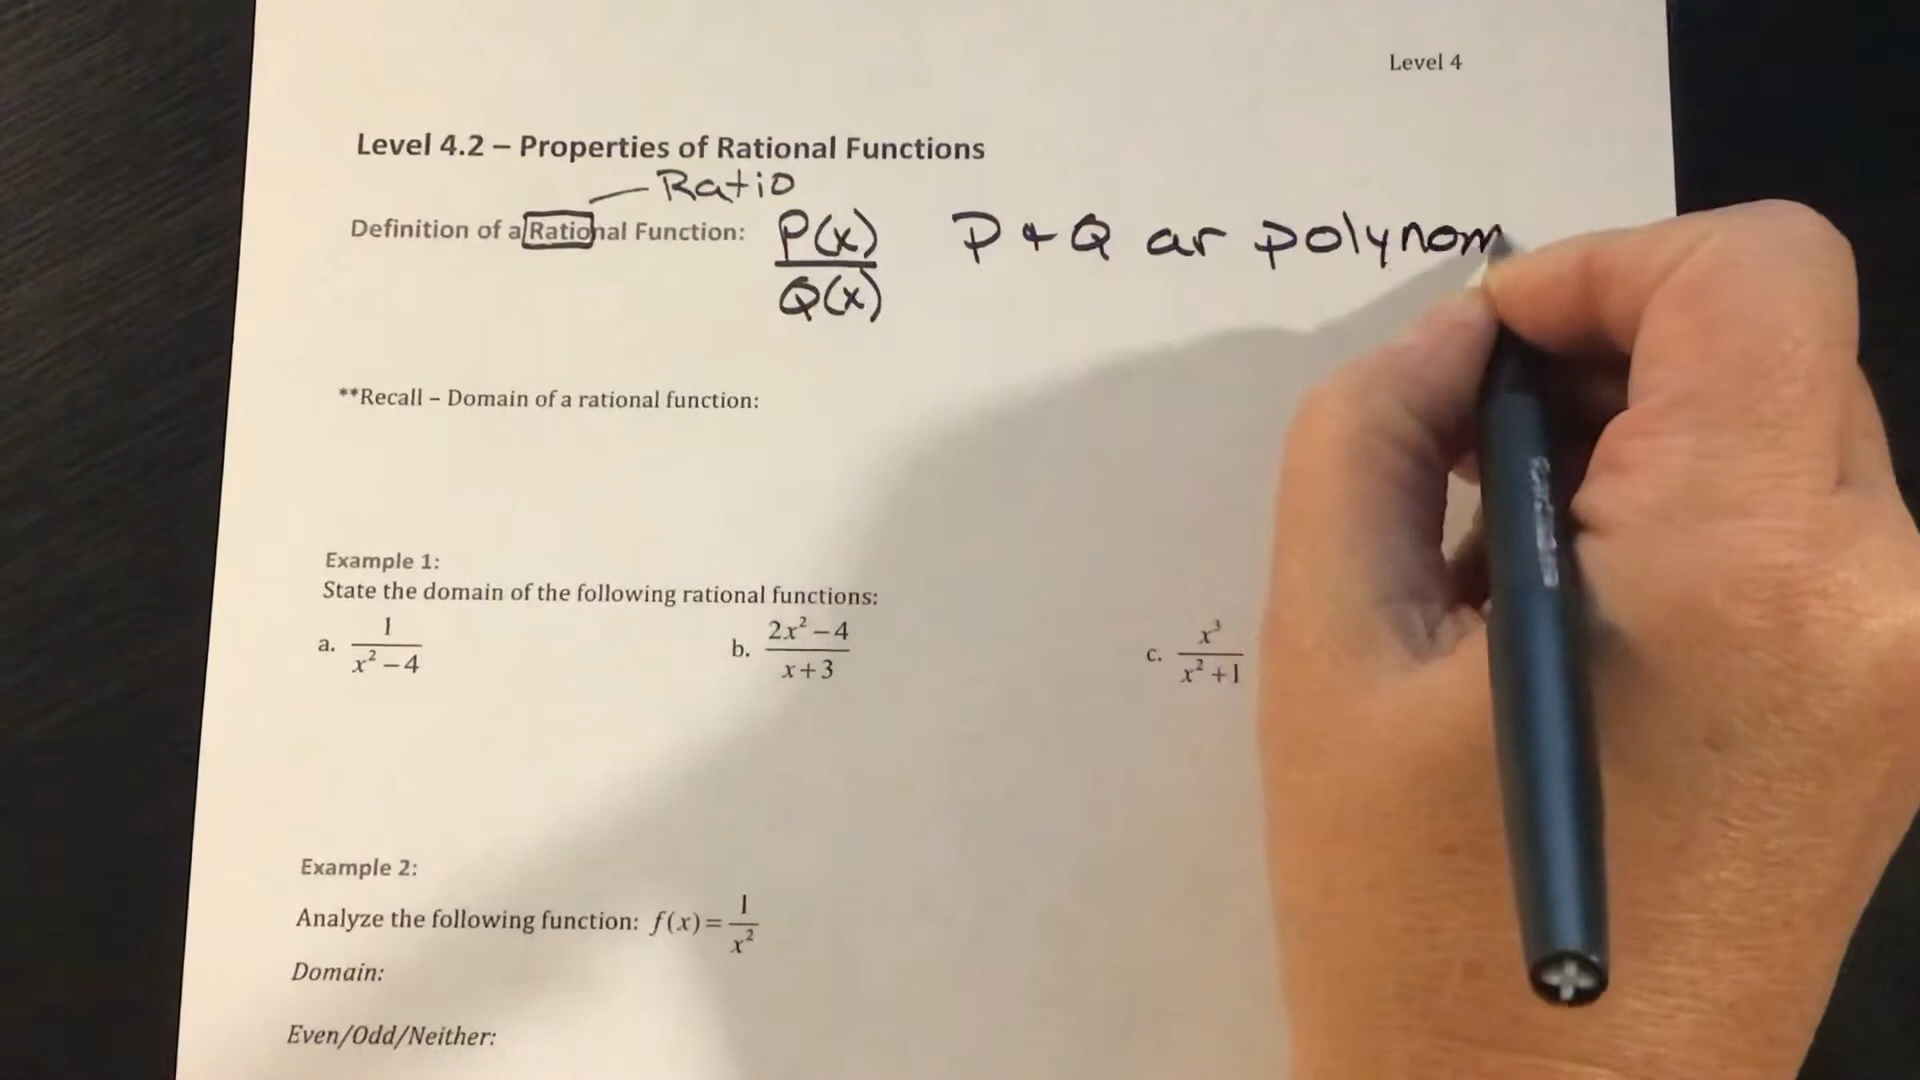 Level 4
Level 4.2 – Properties of Rational Functions
Ratio
Definition of a Rational Function: P(x)/Q(x) P + Q ar polynom
**Recall – Domain of a rational function:
Example 1:
State the domain of the following rational functions:
a. 1/(x² – 4) b. (2x² – 4)/(x + 3) c. x³/(x² + 1)
Example 2:
Analyze the following function: f(x) = 1/x²
Domain:
Even/Odd/Neither: